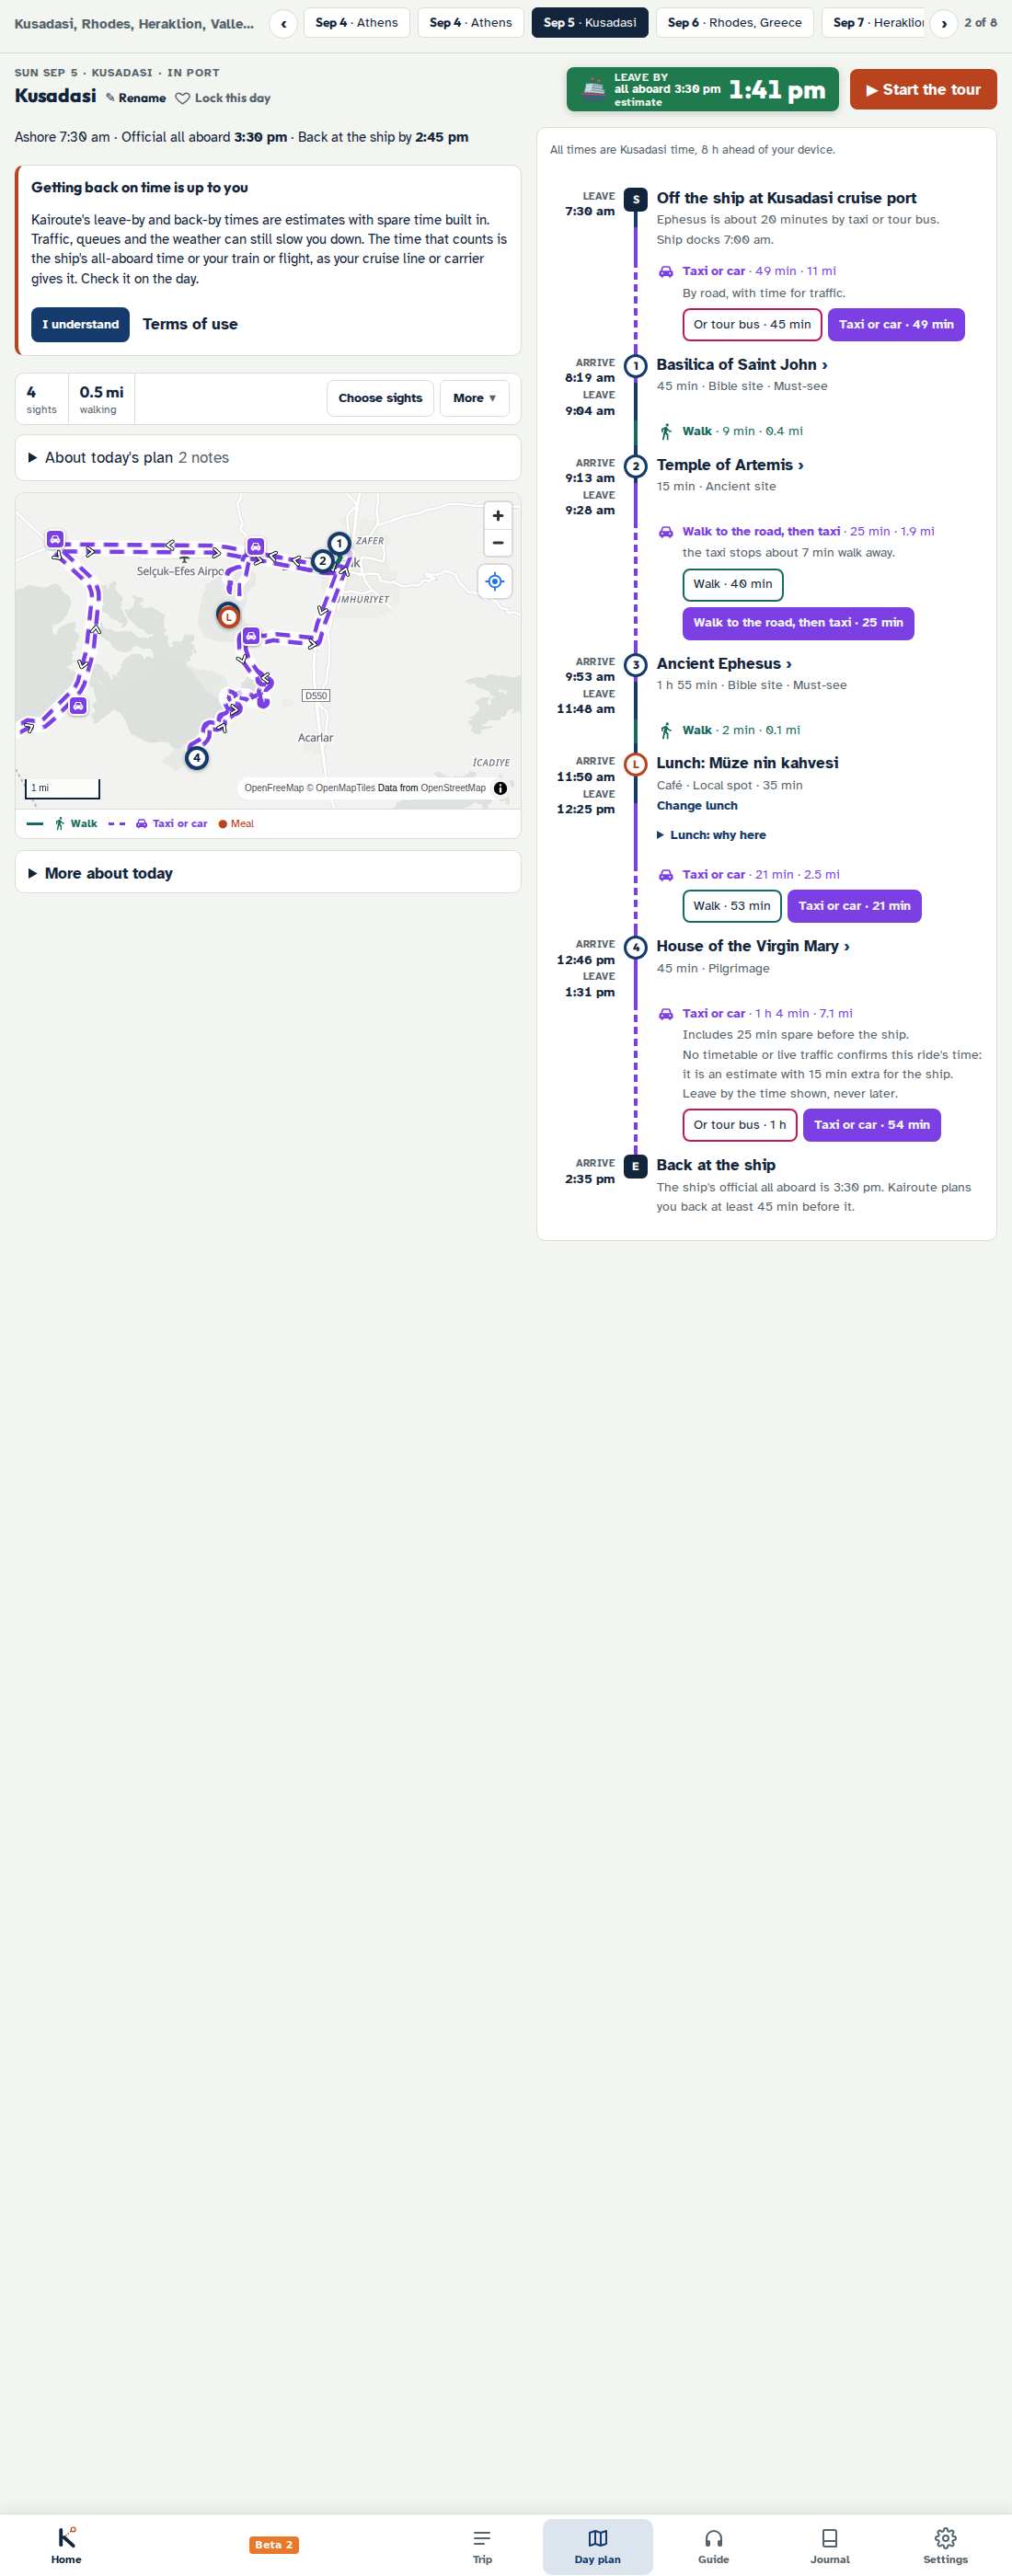 Kusadasi, Rhodes, Heraklion, Valle...
‹
Sep 4 · Athens
Sep 4 · Athens
Sep 5 · Kusadasi
Sep 6 · Rhodes, Greece
Sep 7 · Heraklion
›
2 of 8
SUN SEP 5 · KUSADASI · IN PORT
Kusadasi
✎ Rename
Lock this day
LEAVE BY
all aboard 3:30 pm
estimate
1:41 pm
▶ Start the tour
Ashore 7:30 am · Official all aboard 3:30 pm · Back at the ship by 2:45 pm
Getting back on time is up to you
Kairoute's leave-by and back-by times are estimates with spare time built in.
Traffic, queues and the weather can still slow you down. The time that counts is
the ship's all-aboard time or your train or flight, as your cruise line or carrier
gives it. Check it on the day.
I understand
Terms of use
4
sights
0.5 mi
walking
Choose sights
More ▼
▶ About today's plan 2 notes
ZAFER
Selçuk–Efes Airpo
UMHURIYET
D550
Acarlar
İCADIYE
1 mi
OpenFreeMap © OpenMapTiles Data from OpenStreetMap
1
2
L
4
+
−
Walk
Taxi or car
Meal
▶ More about today
All times are Kusadasi time, 8 h ahead of your device.
LEAVE
7:30 am
S
Off the ship at Kusadasi cruise port
Ephesus is about 20 minutes by taxi or tour bus.
Ship docks 7:00 am.
Taxi or car · 49 min · 11 mi
By road, with time for traffic.
Or tour bus · 45 min
Taxi or car · 49 min
ARRIVE
8:19 am
LEAVE
9:04 am
1
Basilica of Saint John ›
45 min · Bible site · Must-see
Walk · 9 min · 0.4 mi
ARRIVE
9:13 am
LEAVE
9:28 am
2
Temple of Artemis ›
15 min · Ancient site
Walk to the road, then taxi · 25 min · 1.9 mi
the taxi stops about 7 min walk away.
Walk · 40 min
Walk to the road, then taxi · 25 min
ARRIVE
9:53 am
LEAVE
11:48 am
3
Ancient Ephesus ›
1 h 55 min · Bible site · Must-see
Walk · 2 min · 0.1 mi
ARRIVE
11:50 am
LEAVE
12:25 pm
L
Lunch: Müze nin kahvesi
Café · Local spot · 35 min
Change lunch
▶ Lunch: why here
Taxi or car · 21 min · 2.5 mi
Walk · 53 min
Taxi or car · 21 min
ARRIVE
12:46 pm
LEAVE
1:31 pm
4
House of the Virgin Mary ›
45 min · Pilgrimage
Taxi or car · 1 h 4 min · 7.1 mi
Includes 25 min spare before the ship.
No timetable or live traffic confirms this ride's time:
it is an estimate with 15 min extra for the ship.
Leave by the time shown, never later.
Or tour bus · 1 h
Taxi or car · 54 min
ARRIVE
2:35 pm
E
Back at the ship
The ship's official all aboard is 3:30 pm. Kairoute plans
you back at least 45 min before it.
Home
Beta 2
Trip
Day plan
Guide
Journal
Settings